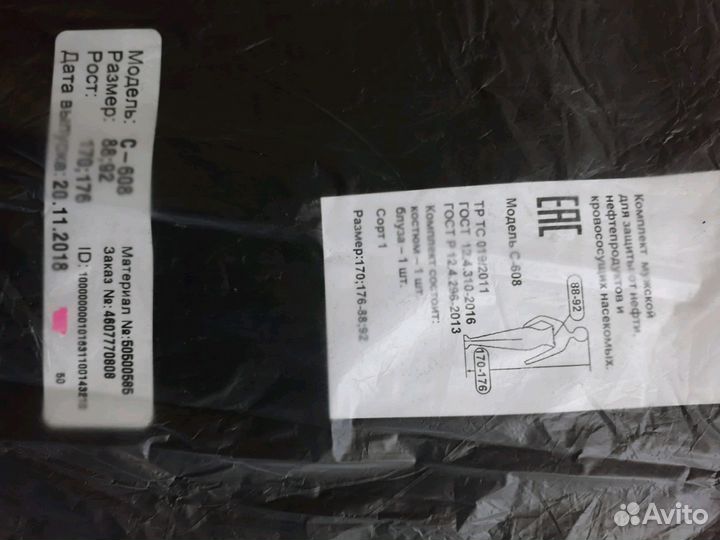 Модель: С-608
Размер: 88;92
Рост: 170;176
Дата выпуска: 20.11.2018
Материал №:50500585
Заказ №:4607770808
50
Комплект мужской
для защиты от нефти,
нефтепродуктов и
кровососущих насекомых.
EAC
88-92
170-176
Модель С-608
ТР ТС 019/2011
ГОСТ 12.4.310-2016
ГОСТ Р 12.4.296-2013
Комплект состоит:
костюм – 1 шт.
блуза – 1 шт.
Сорт 1
Размер:170;176-88;92
Avito